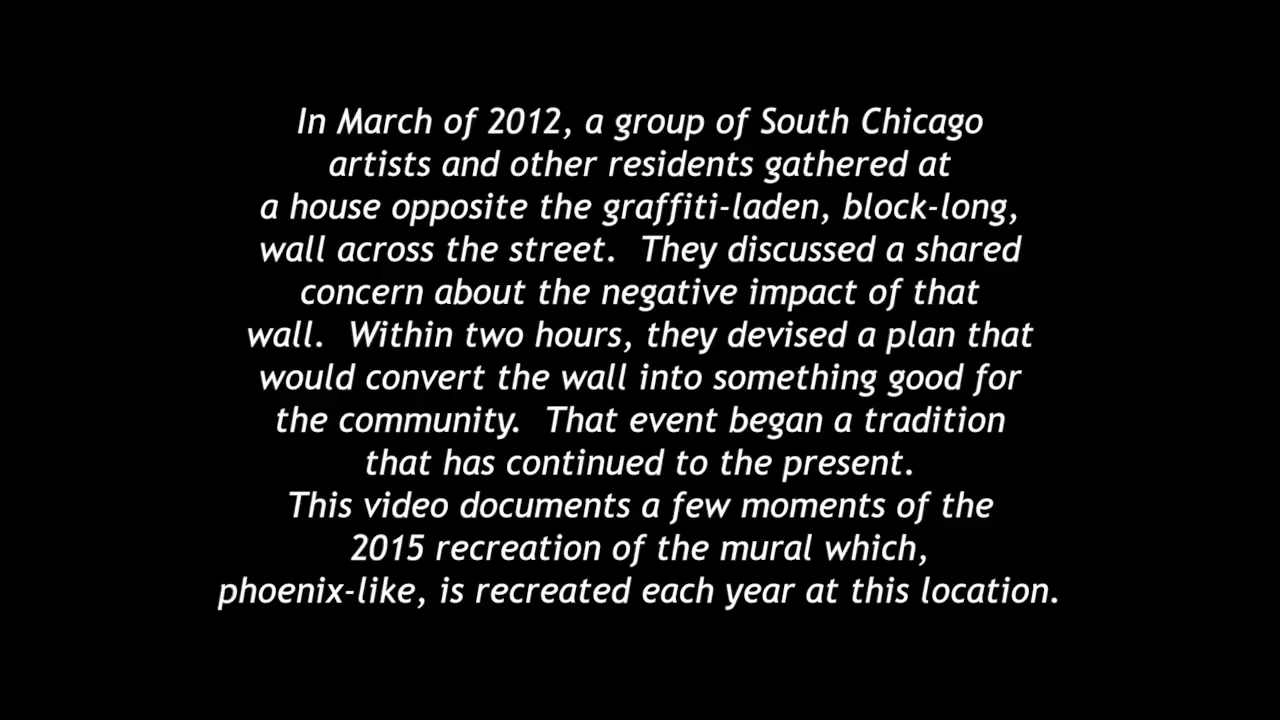 In March of 2012, a group of South Chicago
artists and other residents gathered at
a house opposite the graffiti-laden, block-long,
wall across the street.  They discussed a shared
concern about the negative impact of that
wall.  Within two hours, they devised a plan that
would convert the wall into something good for
the community.  That event began a tradition
that has continued to the present.
This video documents a few moments of the
2015 recreation of the mural which,
phoenix-like, is recreated each year at this location.